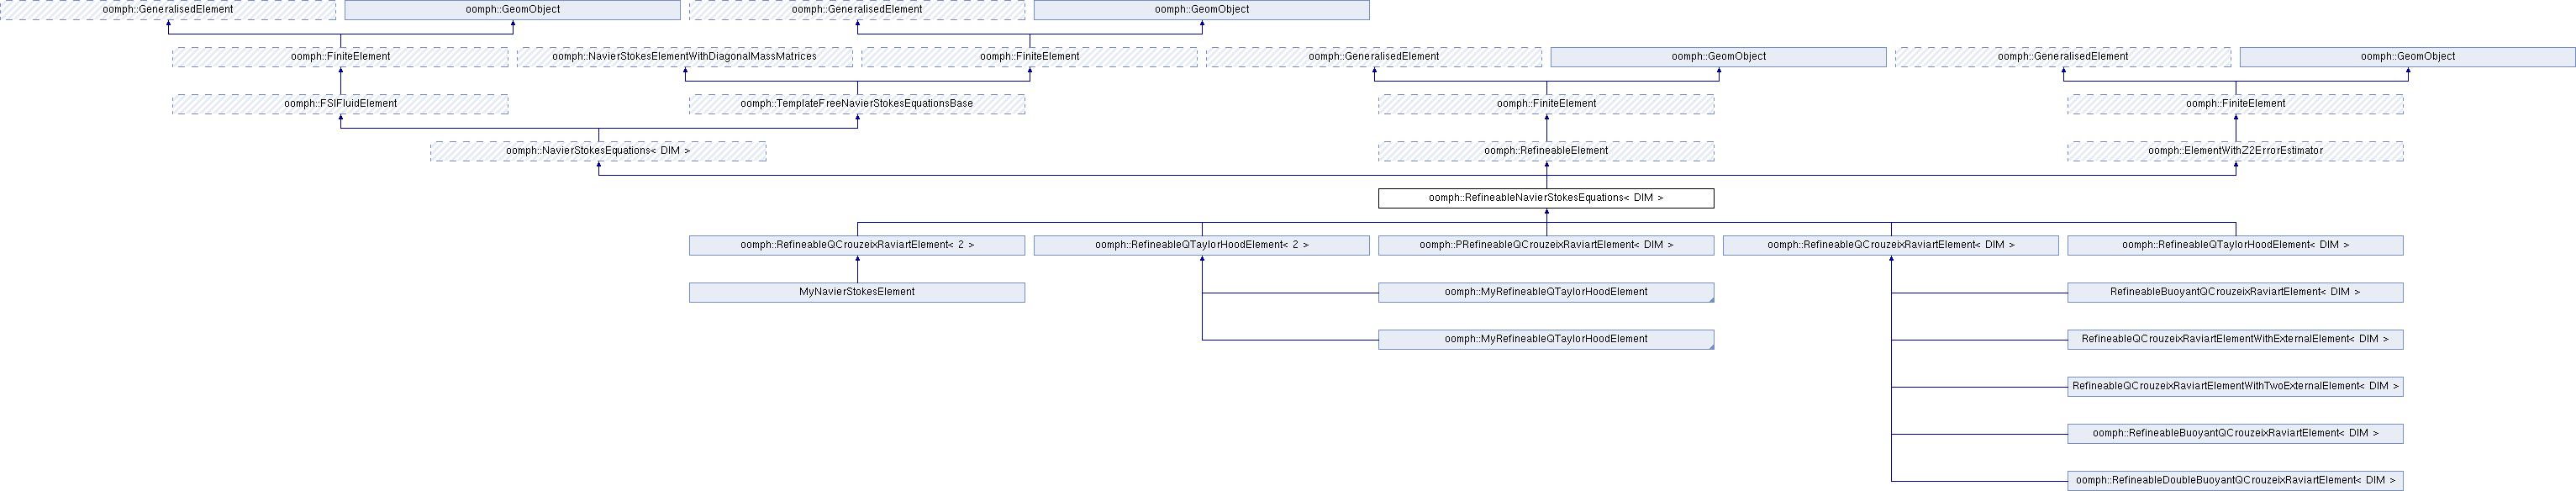 oomph::GeneralisedElement
oomph::GeomObject
oomph::GeneralisedElement
oomph::GeomObject
oomph::FiniteElement
oomph::NavierStokesElementWithDiagonalMassMatrices
oomph::FiniteElement
oomph::GeneralisedElement
oomph::GeomObject
oomph::GeneralisedElement
oomph::GeomObject
oomph::FSIFluidElement
oomph::TemplateFreeNavierStokesEquationsBase
oomph::FiniteElement
oomph::FiniteElement
oomph::NavierStokesEquations< DIM >
oomph::RefineableElement
oomph::ElementWithZ2ErrorEstimator
oomph::RefineableNavierStokesEquations< DIM >
oomph::RefineableQCrouzeixRaviartElement< 2 >
oomph::RefineableQTaylorHoodElement< 2 >
oomph::PRefineableQCrouzeixRaviartElement< DIM >
oomph::RefineableQCrouzeixRaviartElement< DIM >
oomph::RefineableQTaylorHoodElement< DIM >
MyNavierStokesElement
oomph::MyRefineableQTaylorHoodElement
RefineableBuoyantQCrouzeixRaviartElement< DIM >
oomph::MyRefineableQTaylorHoodElement
RefineableQCrouzeixRaviartElementWithExternalElement< DIM >
RefineableQCrouzeixRaviartElementWithTwoExternalElement< DIM >
oomph::RefineableBuoyantQCrouzeixRaviartElement< DIM >
oomph::RefineableDoubleBuoyantQCrouzeixRaviartElement< DIM >